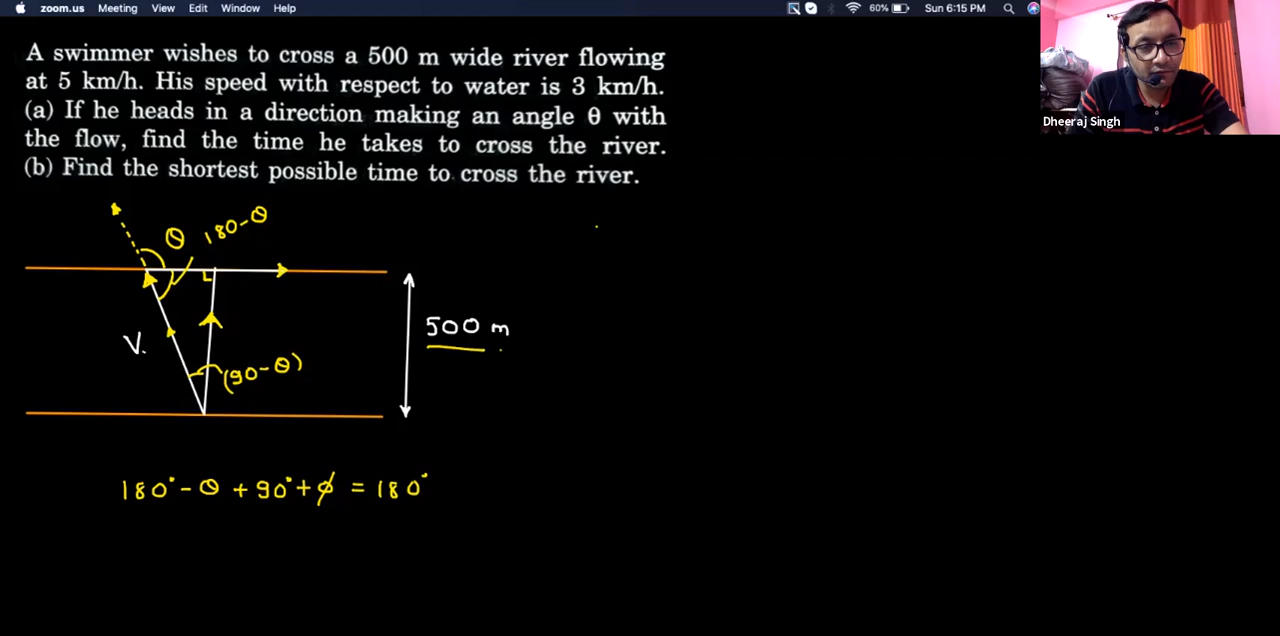 zoom.us Meeting View Edit Window Help 60% Sun 6:15 PM
A swimmer wishes to cross a 500 m wide river flowing
at 5 km/h. His speed with respect to water is 3 km/h.
(a) If he heads in a direction making an angle θ with
the flow, find the time he takes to cross the river.
(b) Find the shortest possible time to cross the river.
Dheeraj Singh
θ 180-θ
500 m
V.
(90-θ)
180°-θ+90°+ϕ=180°